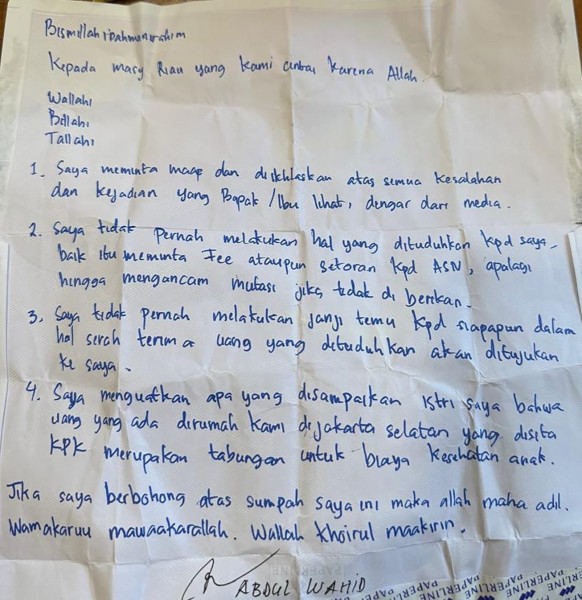 Bismillahirrahmanirrahim
Kepada masy Riau yang kami cintai karena Allah.
Wallahi
Billahi
Tallahi
1. Saya meminta maap dan diikhlaskan atas semua kesalahan
dan kejadian yang Bapak/Ibu lihat, dengar dari media.
2. Saya tidak pernah melakukan hal yang dituduhkan kpd saya
baik itu meminta Fee ataupun setoran kpd ASN, apalagi
hingga mengancam mutasi jika tidak di berikan.
3. Saya tidak pernah melakukan janji temu kpd siapapun dalam
hal serah terima uang yang dituduhkan akan ditujukan
ke saya.
4. Saya menguatkan apa yang disampaikan istri saya bahwa
uang yang ada dirumah kami dijakarta selatan yang disita
KPK merupakan tabungan untuk biaya kesehatan anak.
Jika saya berbohong atas sumpah saya ini maka allah maha adil.
Wamakaruu mawaakarallah. Wallah khoirul maakirin.
ABDUL WAHID
PAPERLINE PAPERLINE